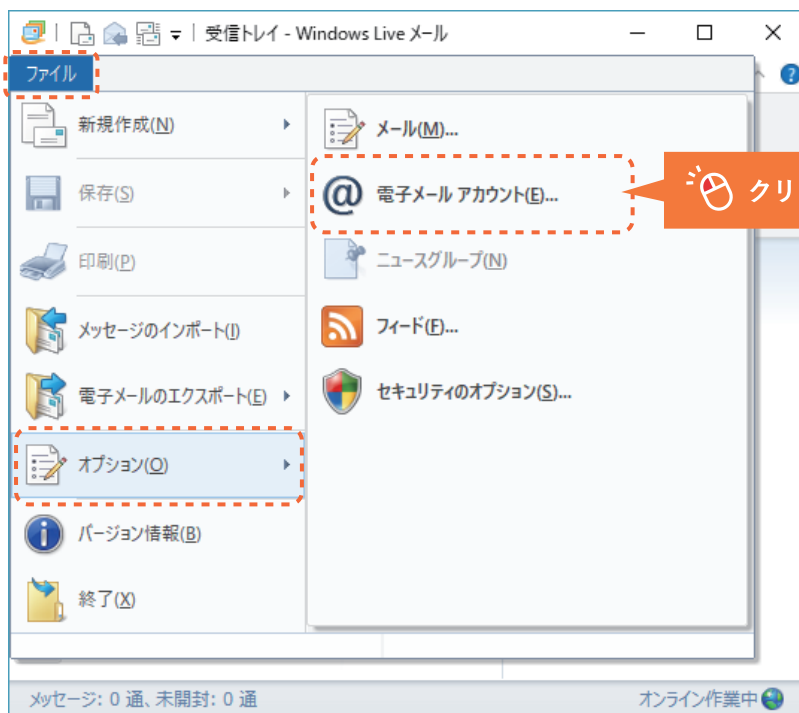 受信トレイ - Windows Live メール
ファイル
新規作成(N)
保存(S)
印刷(P)
メッセージのインポート(I)
電子メールのエクスポート(E)
オプション(O)
バージョン情報(B)
終了(X)
メール(M)...
電子メール アカウント(E)...
クリ
ニュースグループ(N)
フィード(F)...
セキュリティのオプション(S)...
メッセージ: 0 通、未開封: 0 通
オンライン作業中